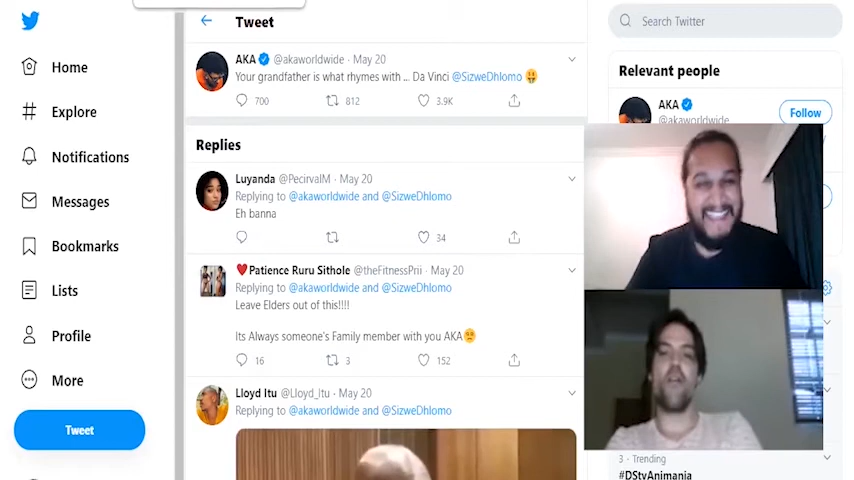 Tweet
Search Twitter
Home
Explore
Notifications
Messages
Bookmarks
Lists
Profile
More
Tweet
AKA @akaworldwide · May 20
Your grandfather is what rhymes with ... Da Vinci @SizweDhlomo 🤑
700 812 3.9K
Replies
Luyanda @PecirvalM · May 20
Replying to @akaworldwide and @SizweDhlomo
Eh banna
34
❤️Patience Ruru Sithole @theFitnessPrii · May 20
Replying to @akaworldwide and @SizweDhlomo
Leave Elders out of this!!!!
Its Always someone's Family member with you AKA
16 3 152
Lloyd Itu @Lloyd_Itu · May 20
Replying to @akaworldwide and @SizweDhlomo
Relevant people
AKA
@akaworldwide
Follow
3 · Trending
#DStvAnimania